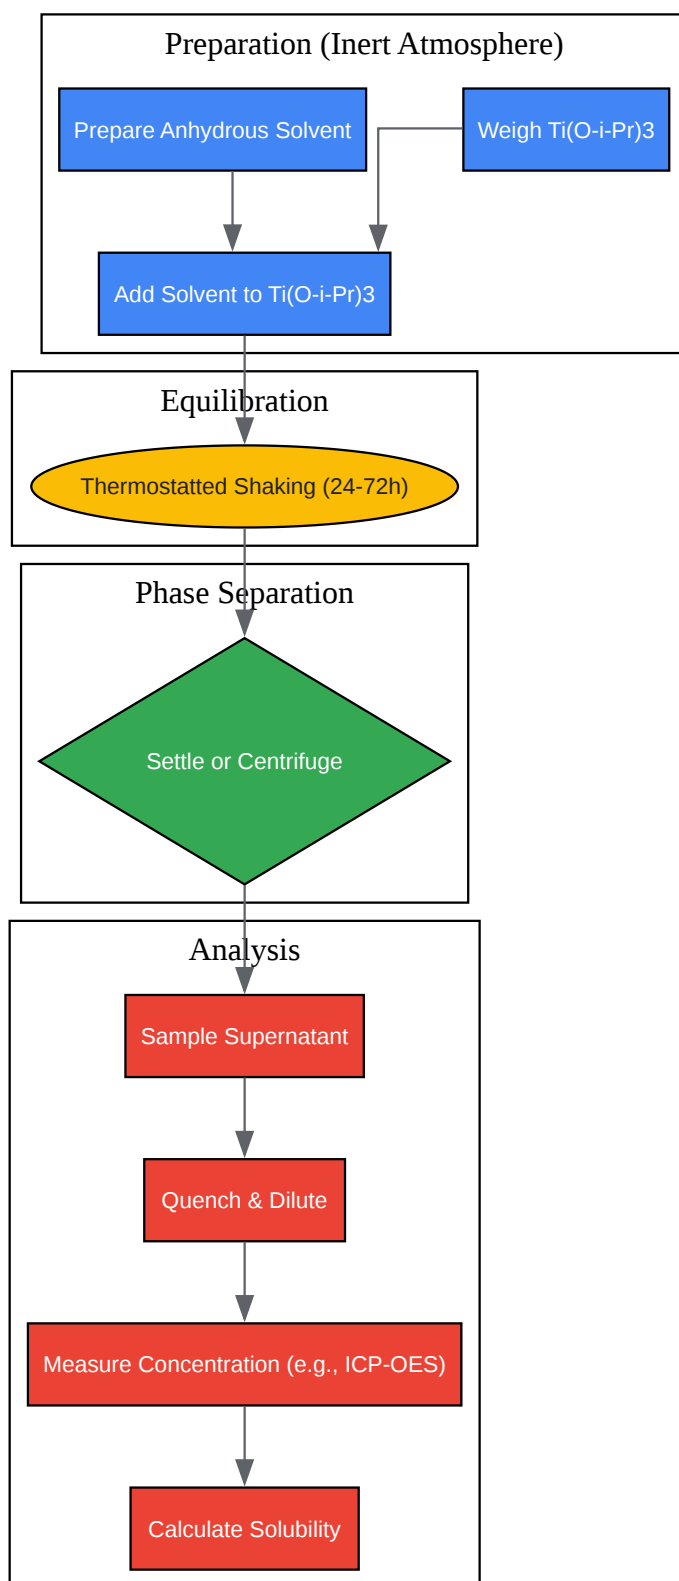 Preparation (Inert Atmosphere)
Prepare Anhydrous Solvent
Weigh Ti(O-i-Pr)3
Add Solvent to Ti(O-i-Pr)3
Equilibration
Thermostatted Shaking (24-72h)
Phase Separation
Settle or Centrifuge
Analysis
Sample Supernatant
Quench & Dilute
Measure Concentration (e.g., ICP-OES)
Calculate Solubility